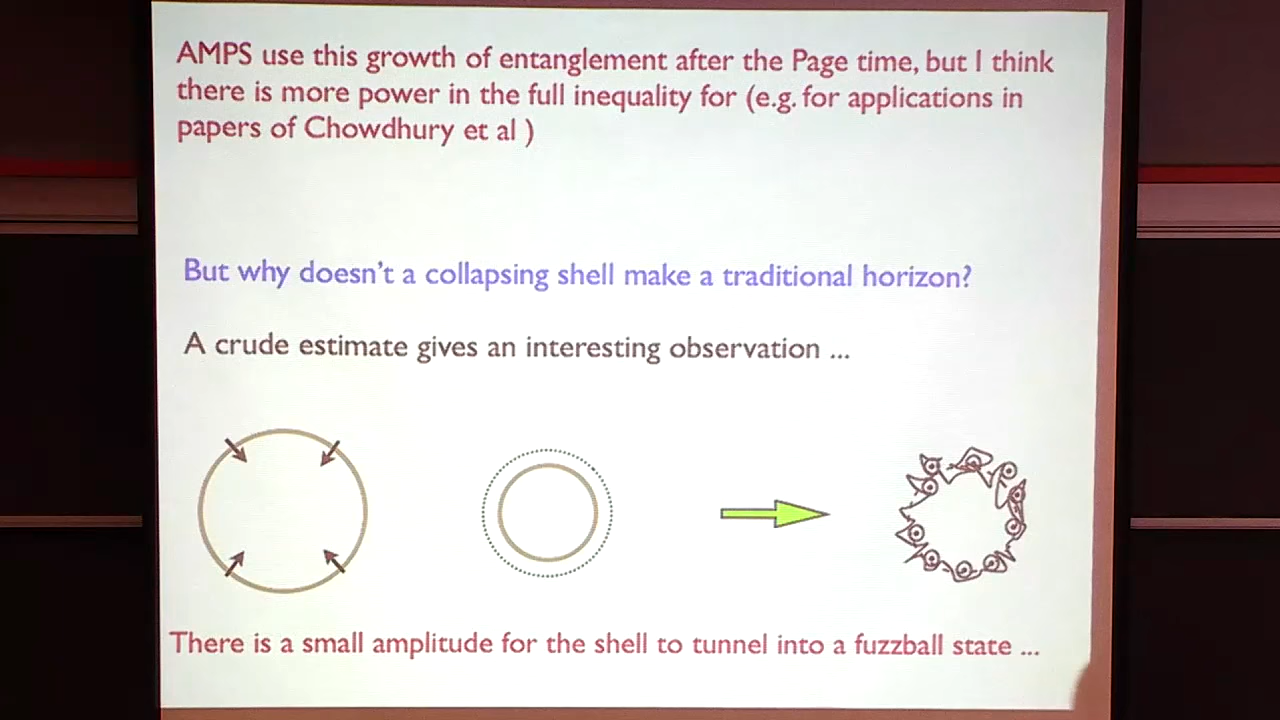 AMPS use this growth of entanglement after the Page time, but I think
there is more power in the full inequality for (e.g. for applications in
papers of Chowdhury et al )
But why doesn't a collapsing shell make a traditional horizon?
A crude estimate gives an interesting observation ...
There is a small amplitude for the shell to tunnel into a fuzzball state ...